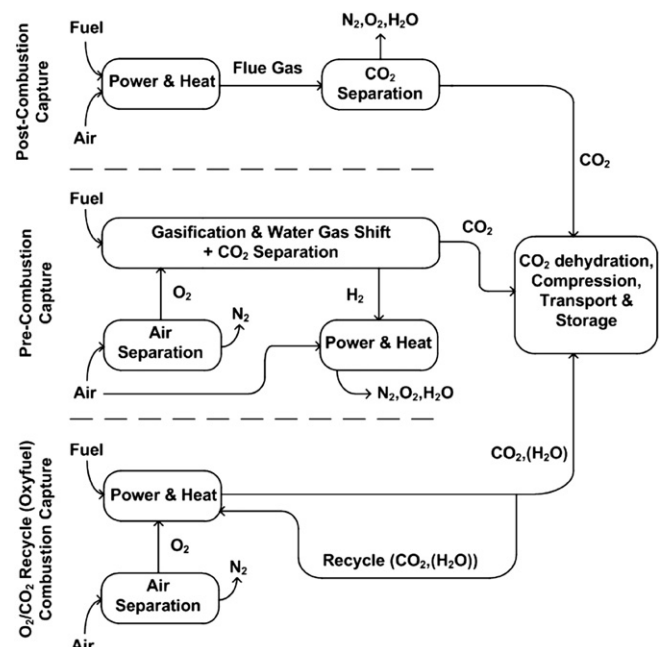 Post-Combustion
Capture
Fuel
Air
Power & Heat
Flue Gas
N₂,O₂,H₂O
CO₂
Separation
CO₂
Pre-Combustion
Capture
Fuel
Gasification & Water Gas Shift
+ CO₂ Separation
CO₂
O₂
H₂
Air
Separation
N₂
Power & Heat
Air
N₂,O₂,H₂O
CO₂ dehydration,
Compression,
Transport &
Storage
O₂/CO₂ Recycle (Oxyfuel)
Combustion Capture
Fuel
Power & Heat
CO₂,(H₂O)
Recycle (CO₂,(H₂O))
O₂
Air
Separation
N₂
Air